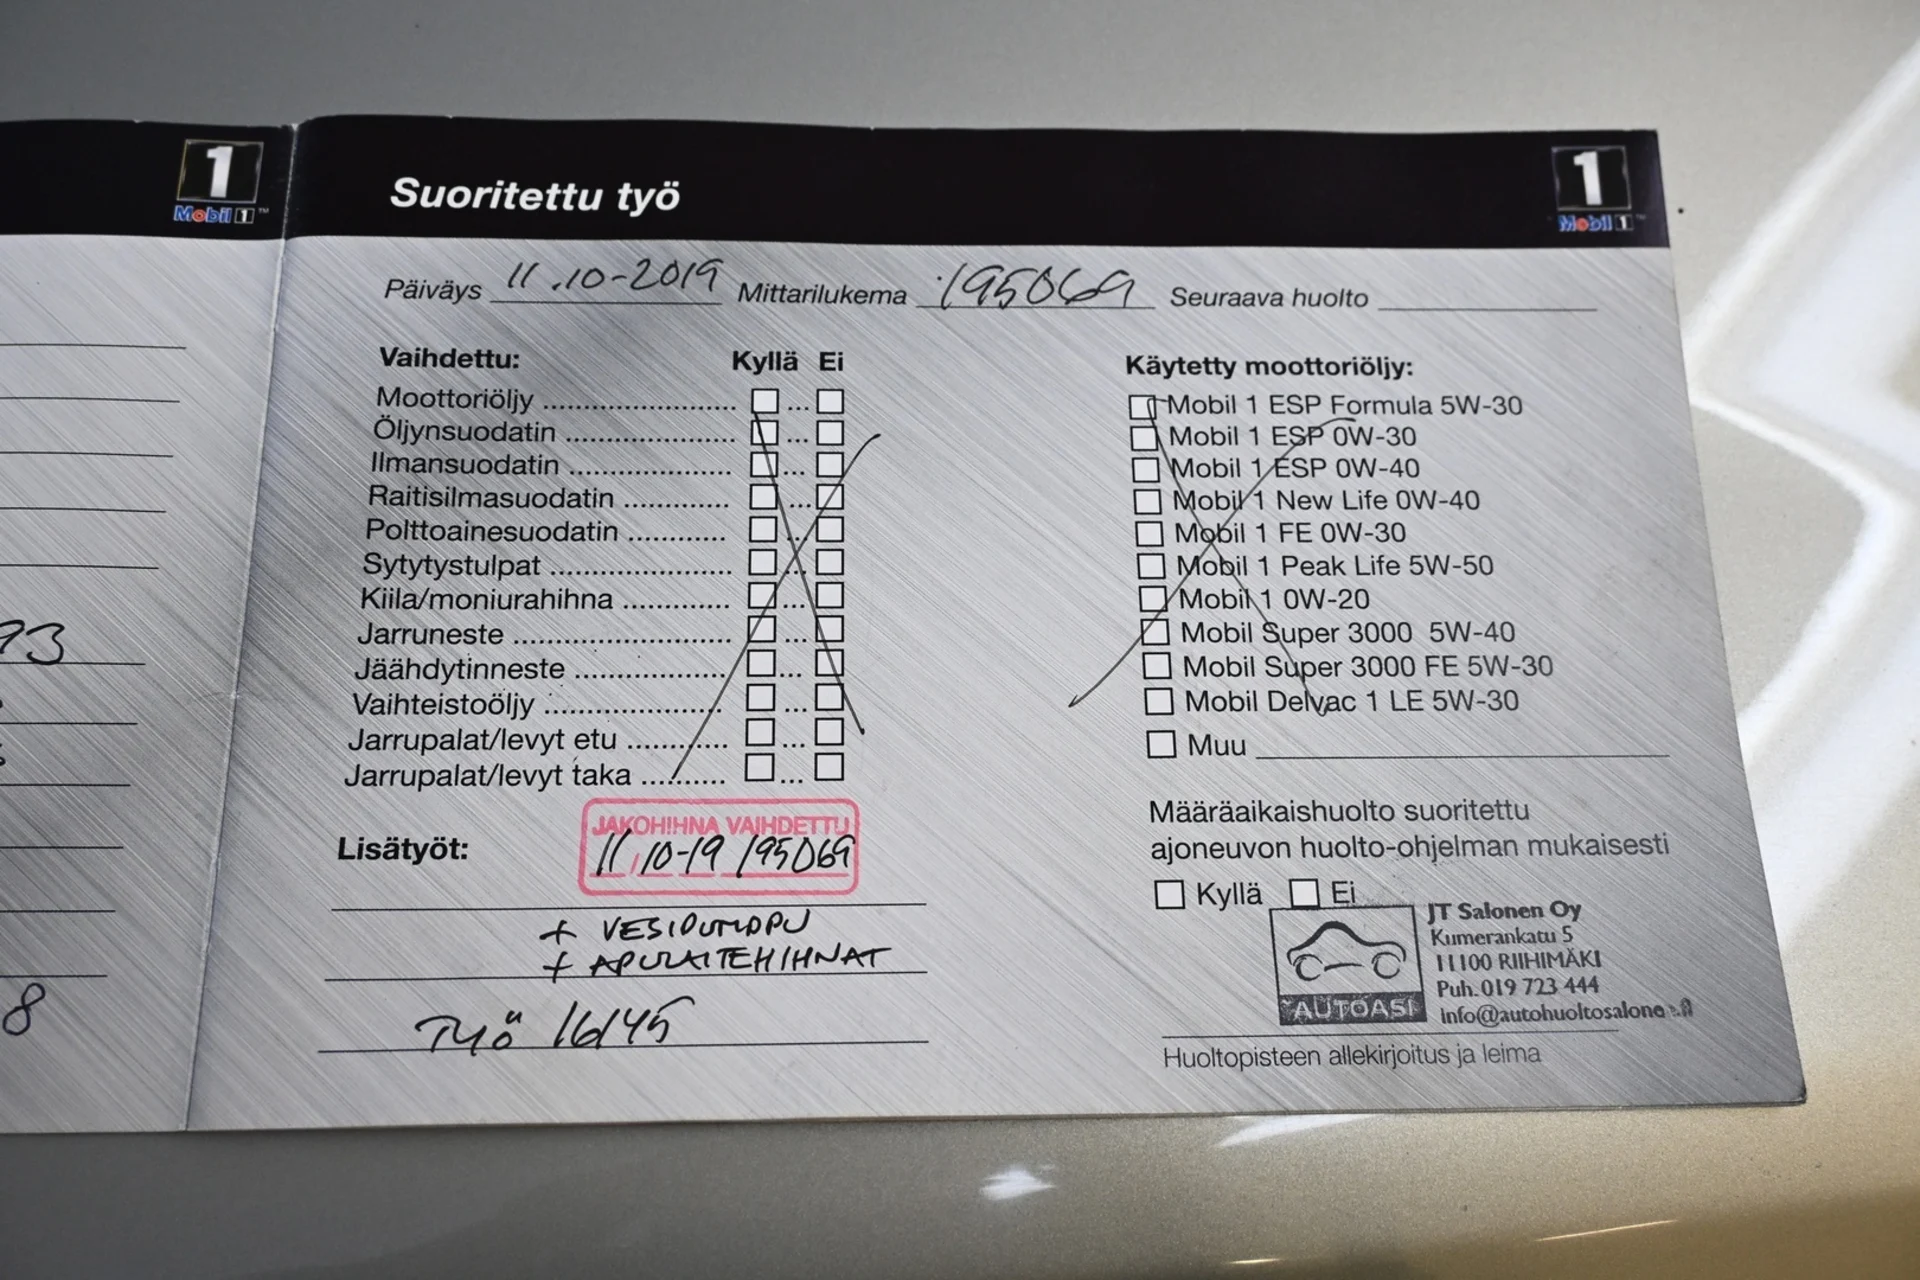 1
Mobil 1™
93
8
Suoritettu työ
1
Mobil 1
Päiväys 11.10-2019 Mittarilukema 195069 Seuraava huolto
Vaihdettu: Kyllä Ei
Moottoriöljy ........................ ...
Öljynsuodatin ..................... ...
Ilmansuodatin .................... ...
Raitisilmasuodatin ............. ...
Polttoainesuodatin ............ ...
Sytytystulpat ...................... ...
Kiila/moniurahihna ............. ...
Jarruneste ........................... ...
Jäähdytinneste .................. ...
Vaihteistoöljy ...................... ...
Jarrupalat/levyt etu ............ ...
Jarrupalat/levyt taka .......... ...
Lisätyöt:
JAKOHIHNA VAIHDETTU
11.10-19 195069
+ VESIPUMPPU
+ APULAITEHIHNAT
TYÖ 16145
Käytetty moottoriöljy:
Mobil 1 ESP Formula 5W-30
Mobil 1 ESP 0W-30
Mobil 1 ESP 0W-40
Mobil 1 New Life 0W-40
Mobil 1 FE 0W-30
Mobil 1 Peak Life 5W-50
Mobil 1 0W-20
Mobil Super 3000 5W-40
Mobil Super 3000 FE 5W-30
Mobil Delvac 1 LE 5W-30
Muu
Määräaikaishuolto suoritettu
ajoneuvon huolto-ohjelman mukaisesti
Kyllä Ei
AUTOASI
JT Salonen Oy
Kumerankatu 5
11100 RIIHIMÄKI
Puh. 019 723 444
Huoltopisteen allekirjoitus ja leima